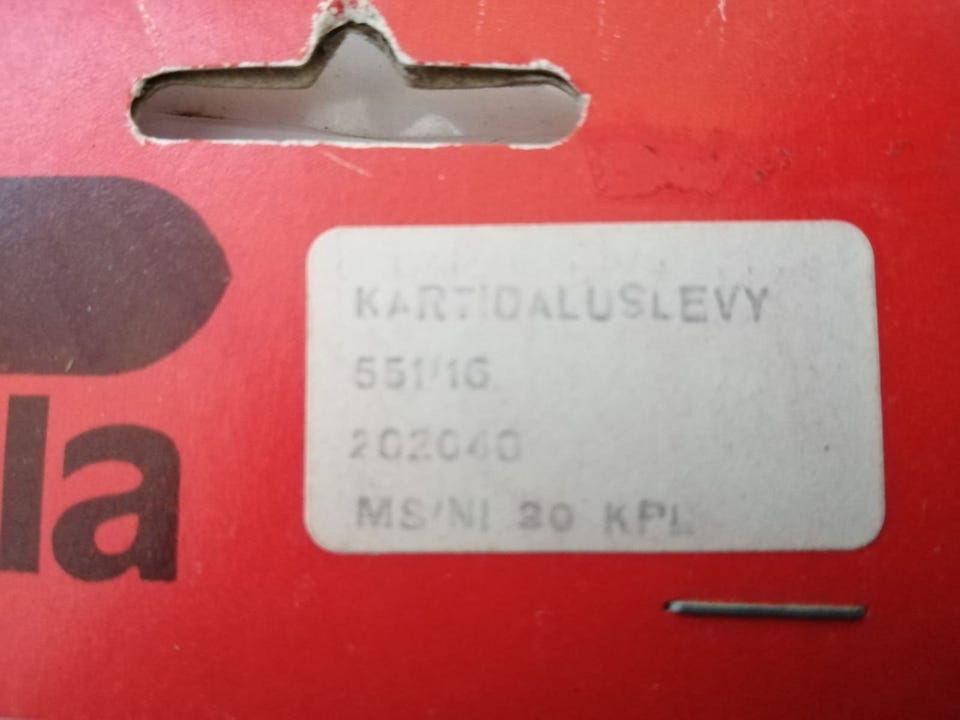 KARTIOALUSLEVY
551/16
202040
MS/NI 20 KPL
la